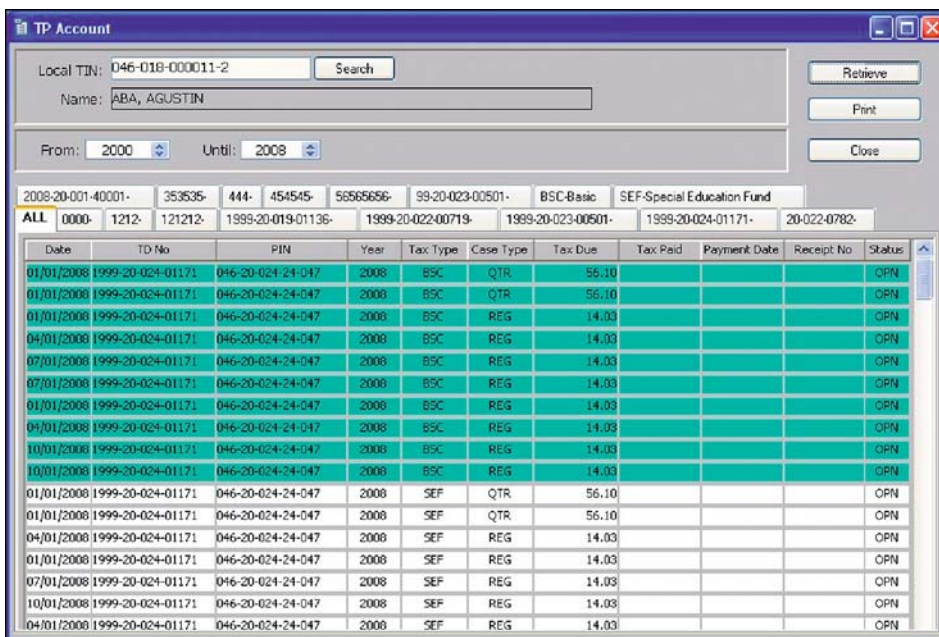 TP Account
Local TIN: 046-018-000011-2 Search Retrieve
Name: ABA, AGUSTIN
Print
From: 2000 Until: 2008 Close
2008-20-001-40001- 353535- 444- 454545- 56565656- 99-20-023-00501- BSC-Basic SEF-Special Education Fund
ALL 0000- 1212- 121212- 1999-20-019-01136- 1999-20-022-00719- 1999-20-023-00501- 1999-20-024-01171- 20-022-0782-
Date TD No PIN Year Tax Type Case Type Tax Due Tax Paid Payment Date Receipt No Status
01/01/2008 1999-20-024-01171 046-20-024-24-047 2008 BSC QTR 56.10 OPN
01/01/2008 1999-20-024-01171 046-20-024-24-047 2008 BSC QTR 56.10 OPN
01/01/2008 1999-20-024-01171 046-20-024-24-047 2008 BSC REG 14.03 OPN
04/01/2008 1999-20-024-01171 046-20-024-24-047 2008 BSC REG 14.03 OPN
07/01/2008 1999-20-024-01171 046-20-024-24-047 2008 BSC REG 14.03 OPN
07/01/2008 1999-20-024-01171 046-20-024-24-047 2008 BSC REG 14.03 OPN
01/01/2008 1999-20-024-01171 046-20-024-24-047 2008 BSC REG 14.03 OPN
04/01/2008 1999-20-024-01171 046-20-024-24-047 2008 BSC REG 14.03 OPN
10/01/2008 1999-20-024-01171 046-20-024-24-047 2008 BSC REG 14.03 OPN
10/01/2008 1999-20-024-01171 046-20-024-24-047 2008 BSC REG 14.03 OPN
01/01/2008 1999-20-024-01171 046-20-024-24-047 2008 SEF QTR 56.10 OPN
01/01/2008 1999-20-024-01171 046-20-024-24-047 2008 SEF QTR 56.10 OPN
04/01/2008 1999-20-024-01171 046-20-024-24-047 2008 SEF REG 14.03 OPN
01/01/2008 1999-20-024-01171 046-20-024-24-047 2008 SEF REG 14.03 OPN
07/01/2008 1999-20-024-01171 046-20-024-24-047 2008 SEF REG 14.03 OPN
10/01/2008 1999-20-024-01171 046-20-024-24-047 2008 SEF REG 14.03 OPN
04/01/2008 1999-20-024-01171 046-20-024-24-047 2008 SEF REG 14.03 OPN